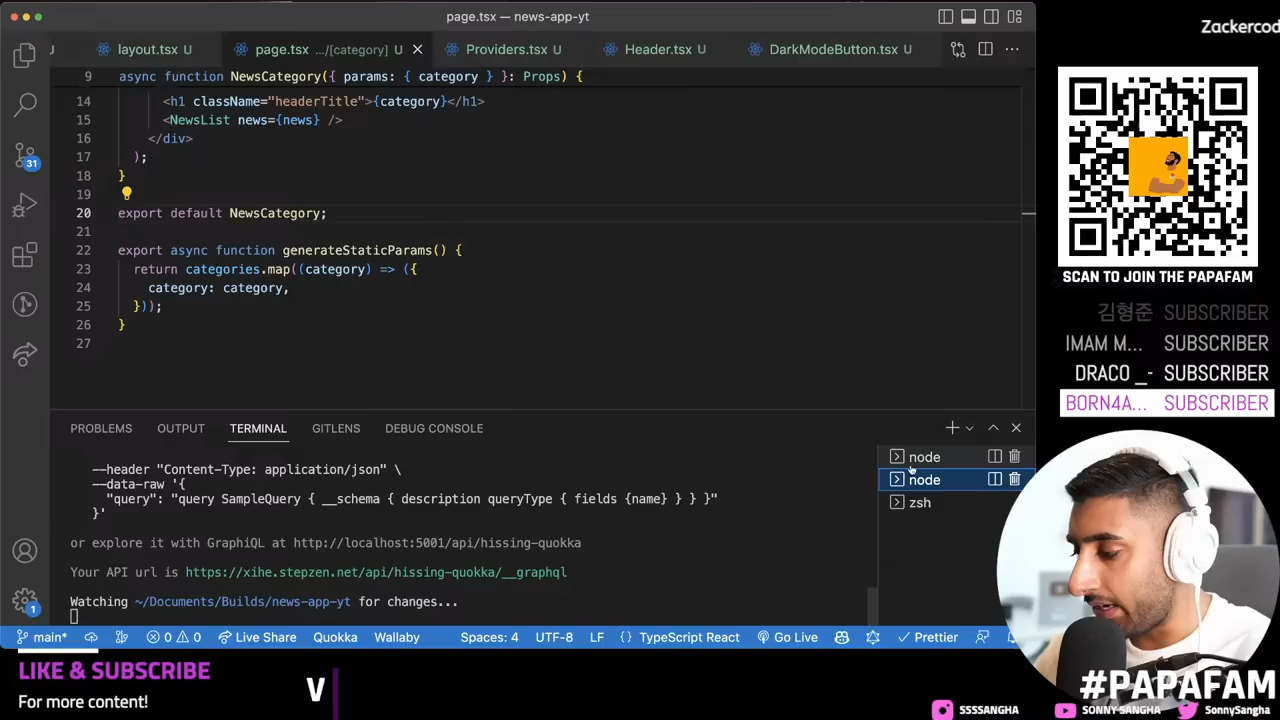 page.tsx — news-app-yt
layout.tsx U page.tsx .../[category] U Providers.tsx U Header.tsx U DarkModeButton.tsx U
9 async function NewsCategory({ params: { category } }: Props) {
14 <h1 className="headerTitle">{category}</h1>
15 <NewsList news={news} />
16 </div>
17 );
18 }
19
20 export default NewsCategory;
21
22 export async function generateStaticParams() {
23 return categories.map((category) => ({
24 category: category,
25 }));
26 }
27
31
1
PROBLEMS OUTPUT TERMINAL GITLENS DEBUG CONSOLE
--header "Content-Type: application/json" \
--data-raw '{
"query": "query SampleQuery { __schema { description queryType { fields {name} } } }"
}'
or explore it with GraphiQL at http://localhost:5001/api/hissing-quokka
Your API url is https://xihe.stepzen.net/api/hissing-quokka/__graphql
Watching ~/Documents/Builds/news-app-yt for changes...
node
node
zsh
main* 0 0 Live Share Quokka Wallaby Spaces: 4 UTF-8 LF {} TypeScript React Go Live Prettier
Zackercod
SCAN TO JOIN THE PAPAFAM
김형준 SUBSCRIBER
IMAM M... SUBSCRIBER
DRACO _- SUBSCRIBER
BORN4A... SUBSCRIBER
LIKE & SUBSCRIBE
For more content!
V
#PAPAFAM
SSSSANGHA SONNY SANGHA SonnySangha